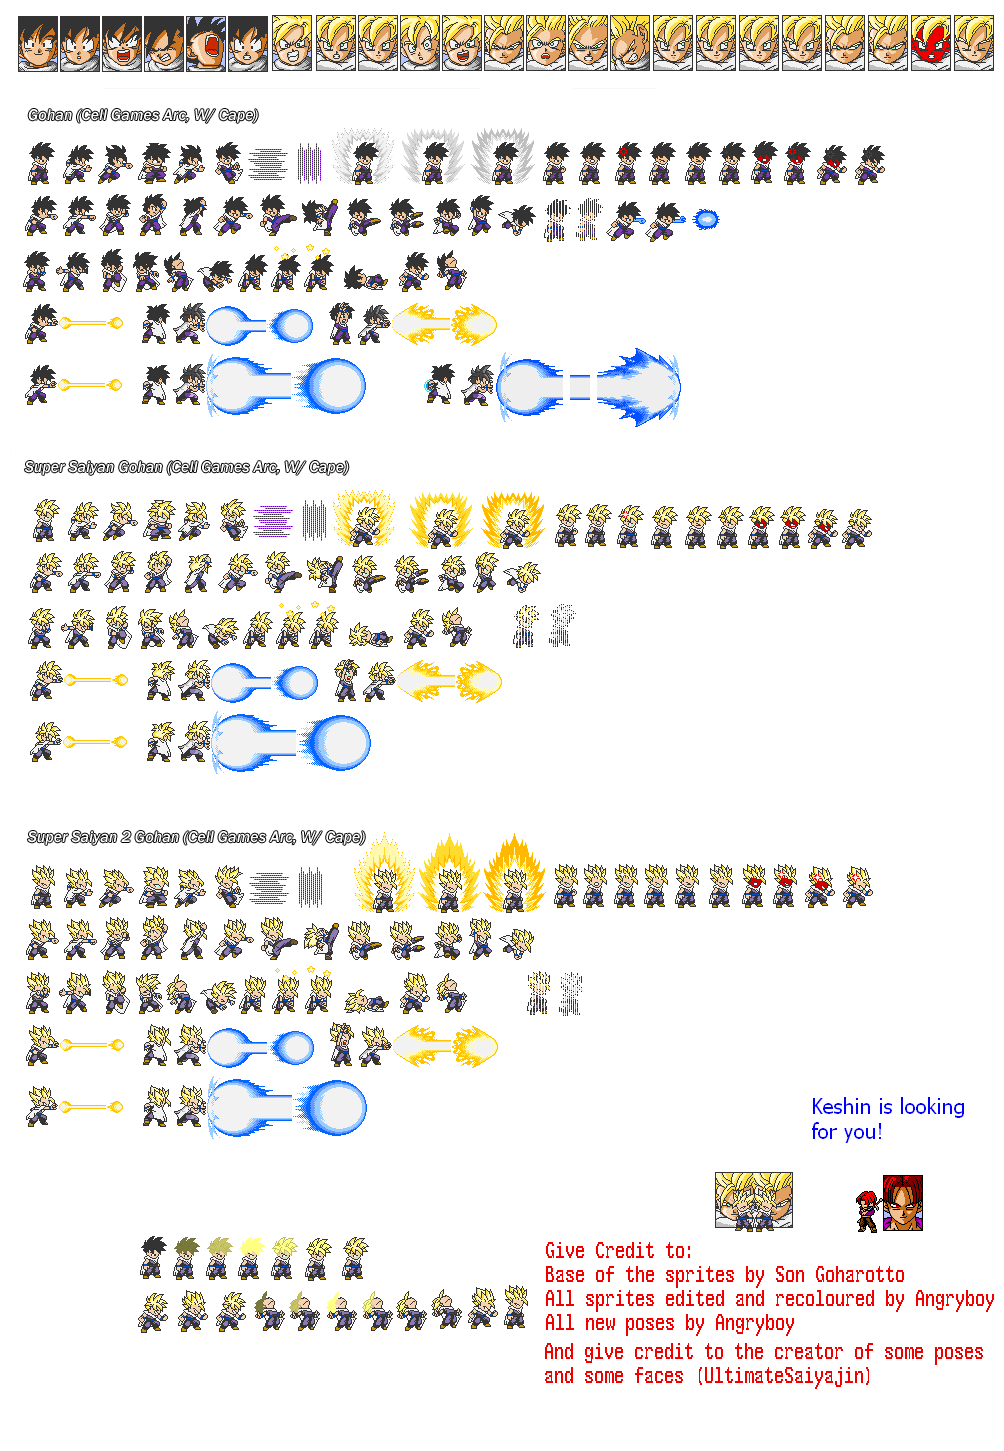 Gohan (Cell Games Arc, W/ Cape)
Super Saiyan Gohan (Cell Games Arc, W/ Cape)
Super Saiyan 2 Gohan (Cell Games Arc, W/ Cape)
Keshin is looking
for you!
Give Credit to:
Base of the sprites by Son Goharotto
All sprites edited and recoloured by Angryboy
All new poses by Angryboy
And give credit to the creator of some poses
and some faces (UltimateSaiyajin)